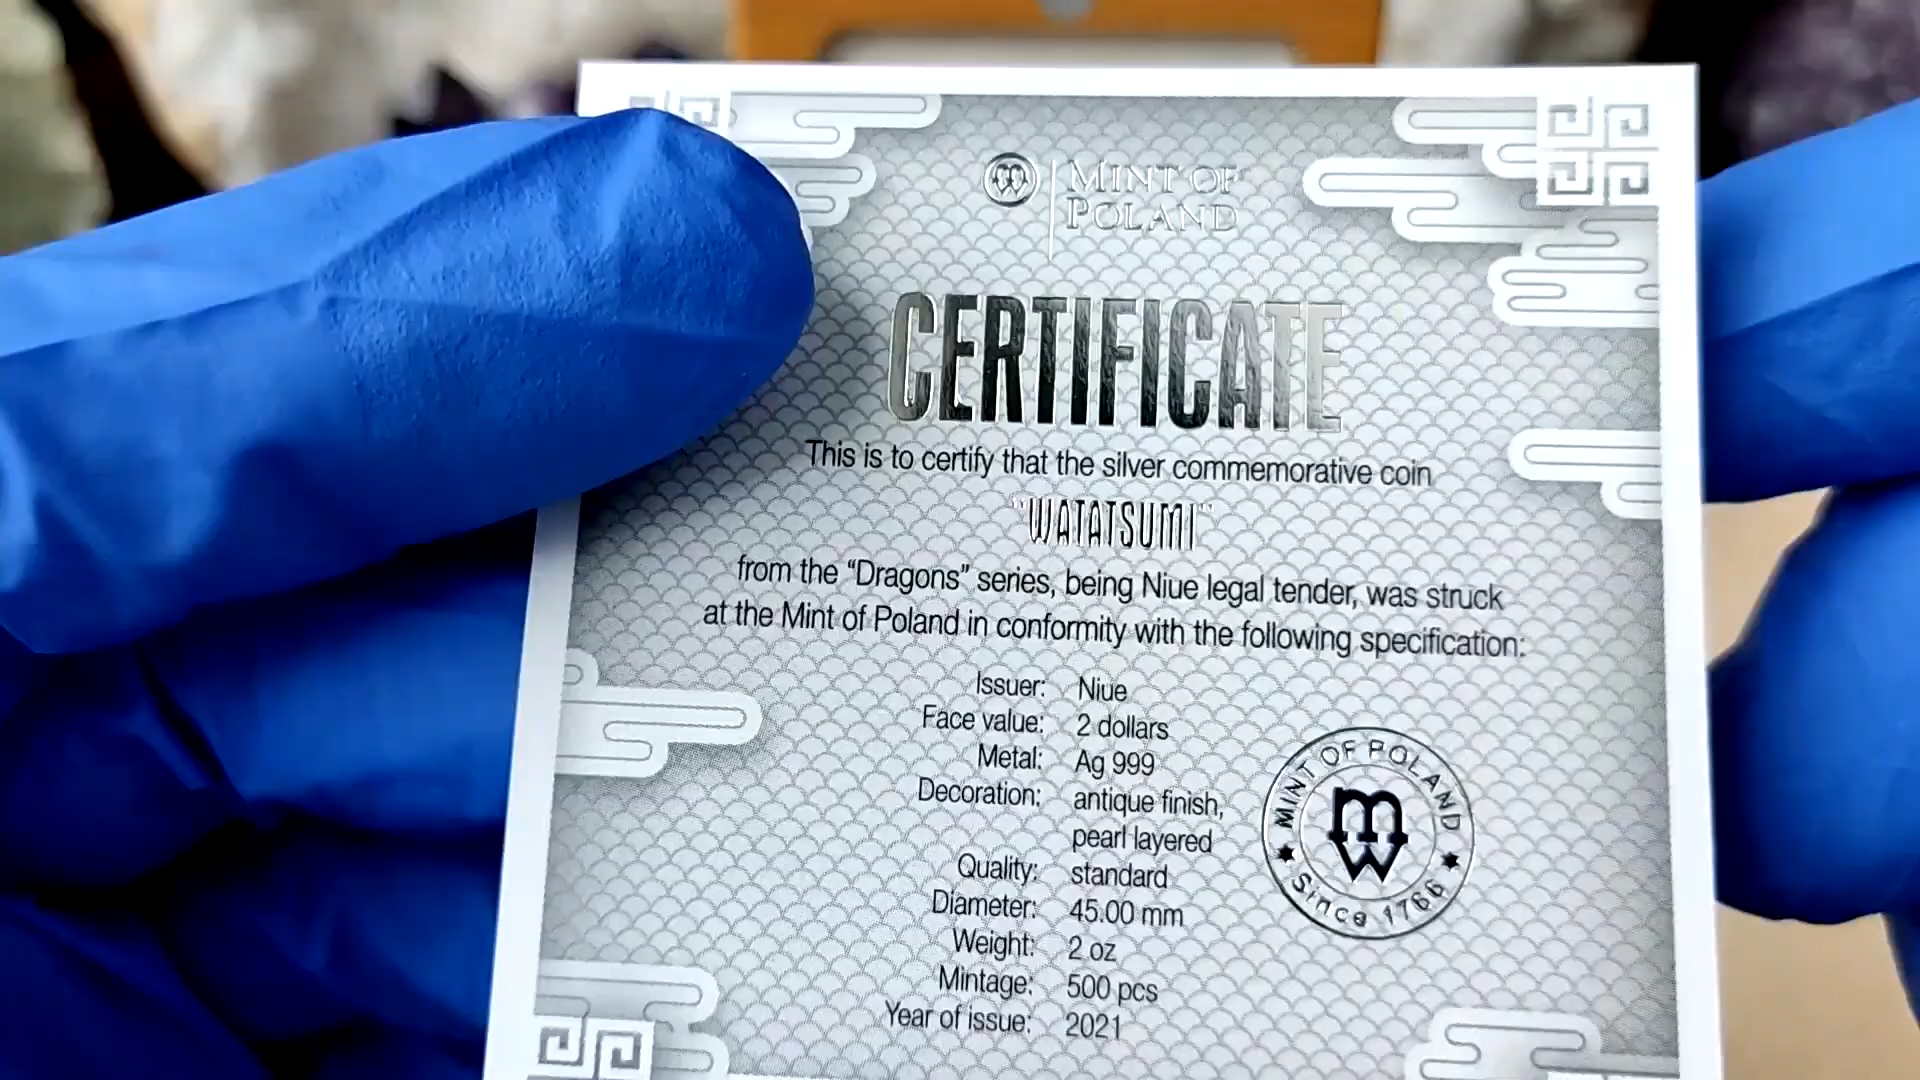 MINT OF
POLAND
CERTIFICATE
This is to certify that the silver commemorative coin
"WATATSUMI"
from the “Dragons” series, being Niue legal tender, was struck
at the Mint of Poland in conformity with the following specification:
Issuer: Niue
Face value: 2 dollars
Metal: Ag 999
Decoration: antique finish,
pearl layered
Quality: standard
Diameter: 45.00 mm
Weight: 2 oz
Mintage: 500 pcs
Year of issue: 2021
MINT OF POLAND
Since 1766